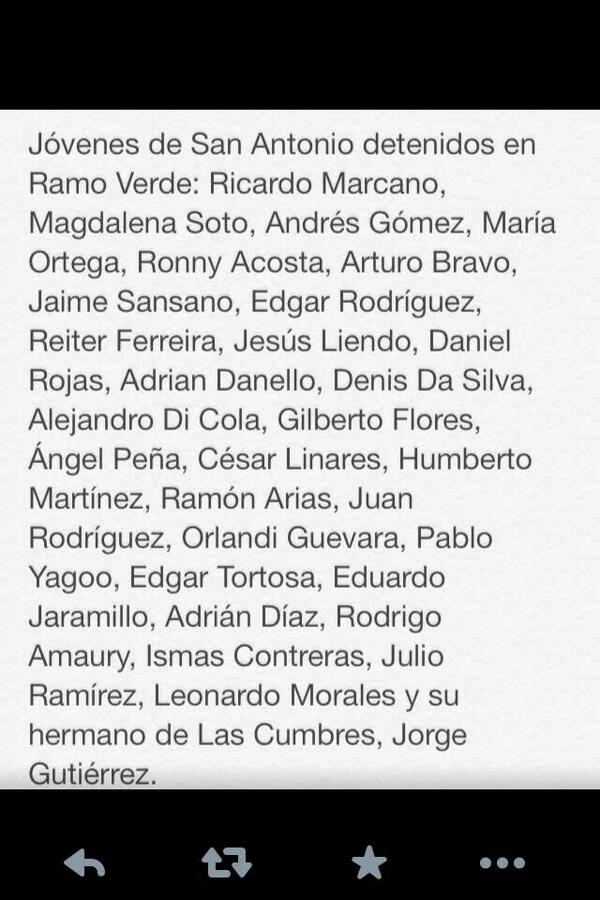 Jóvenes de San Antonio detenidos en
Ramo Verde: Ricardo Marcano,
Magdalena Soto, Andrés Gómez, María
Ortega, Ronny Acosta, Arturo Bravo,
Jaime Sansano, Edgar Rodríguez,
Reiter Ferreira, Jesús Liendo, Daniel
Rojas, Adrian Danello, Denis Da Silva,
Alejandro Di Cola, Gilberto Flores,
Ángel Peña, César Linares, Humberto
Martínez, Ramón Arias, Juan
Rodríguez, Orlandi Guevara, Pablo
Yagoo, Edgar Tortosa, Eduardo
Jaramillo, Adrián Díaz, Rodrigo
Amaury, Ismas Contreras, Julio
Ramírez, Leonardo Morales y su
hermano de Las Cumbres, Jorge
Gutiérrez.